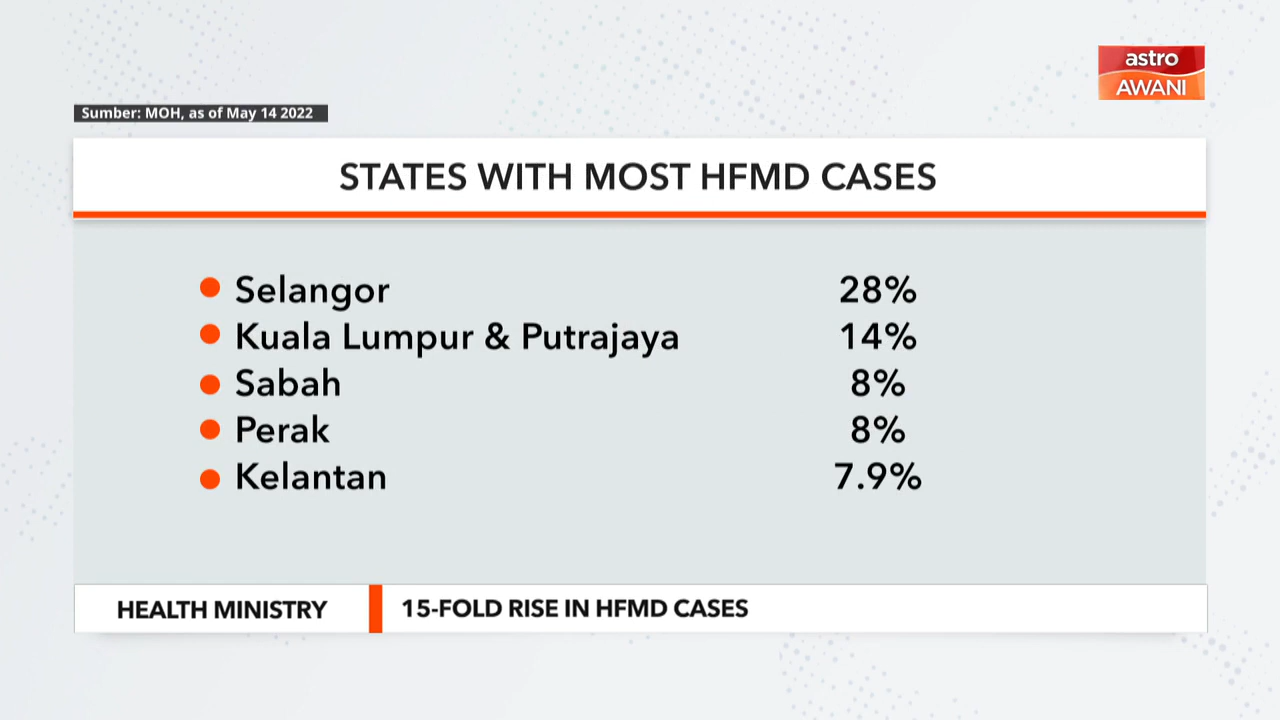 astro
AWANI
Sumber: MOH, as of May 14 2022
STATES WITH MOST HFMD CASES
Selangor 28%
Kuala Lumpur & Putrajaya 14%
Sabah 8%
Perak 8%
Kelantan 7.9%
HEALTH MINISTRY 15-FOLD RISE IN HFMD CASES